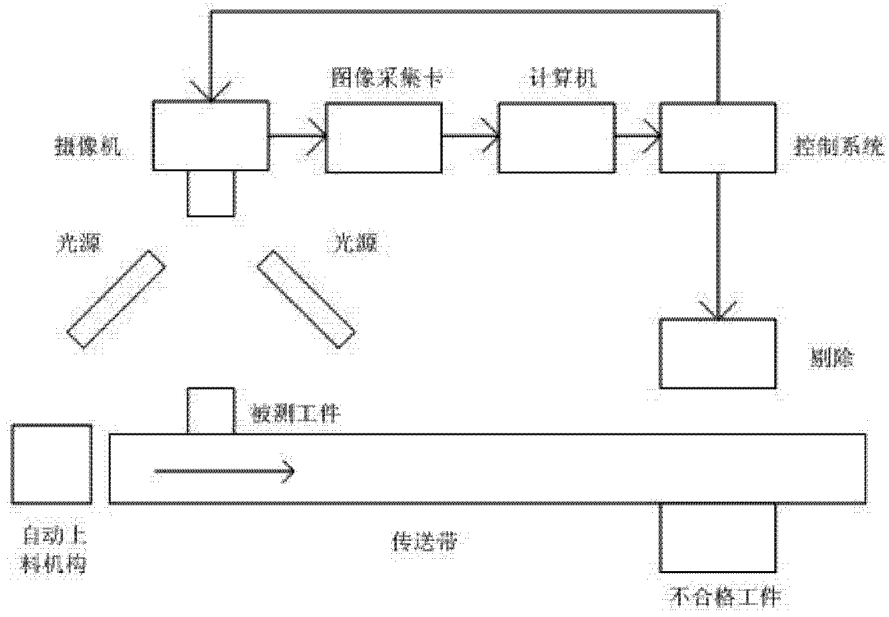 图像采集卡
计算机
摄像机
控制系统
光源
光源
剔除
被测工件
自动上
料机构
传送带
不合格工件